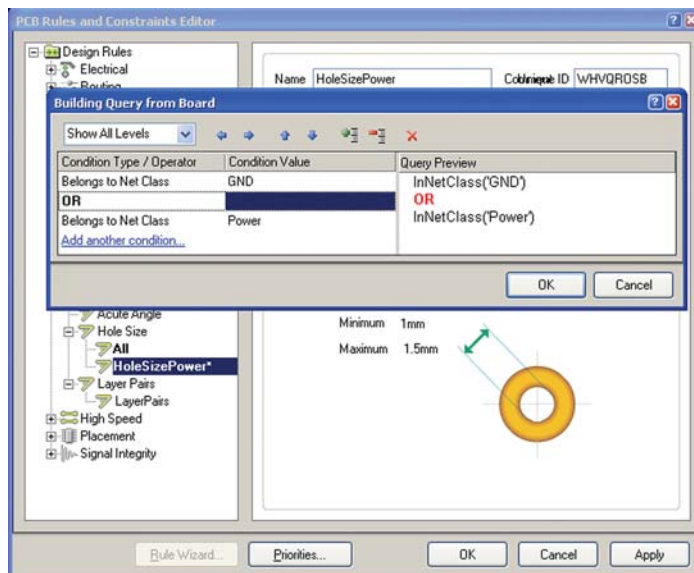 PCB Rules and Constraints Editor
Design Rules
Electrical
Routing
Name HoleSizePower Unique ID WHVQROSB
Building Query from Board
Show All Levels
Condition Type / Operator Condition Value Query Preview
Belongs to Net Class GND InNetClass('GND')
OR OR
Belongs to Net Class Power InNetClass('Power')
Add another condition...
OK Cancel
Acute Angle
Hole Size
All
HoleSizePower*
Layer Pairs
LayerPairs
High Speed
Placement
Signal Integrity
Minimum 1mm
Maximum 1.5mm
Rule Wizard... Priorities... OK Cancel Apply